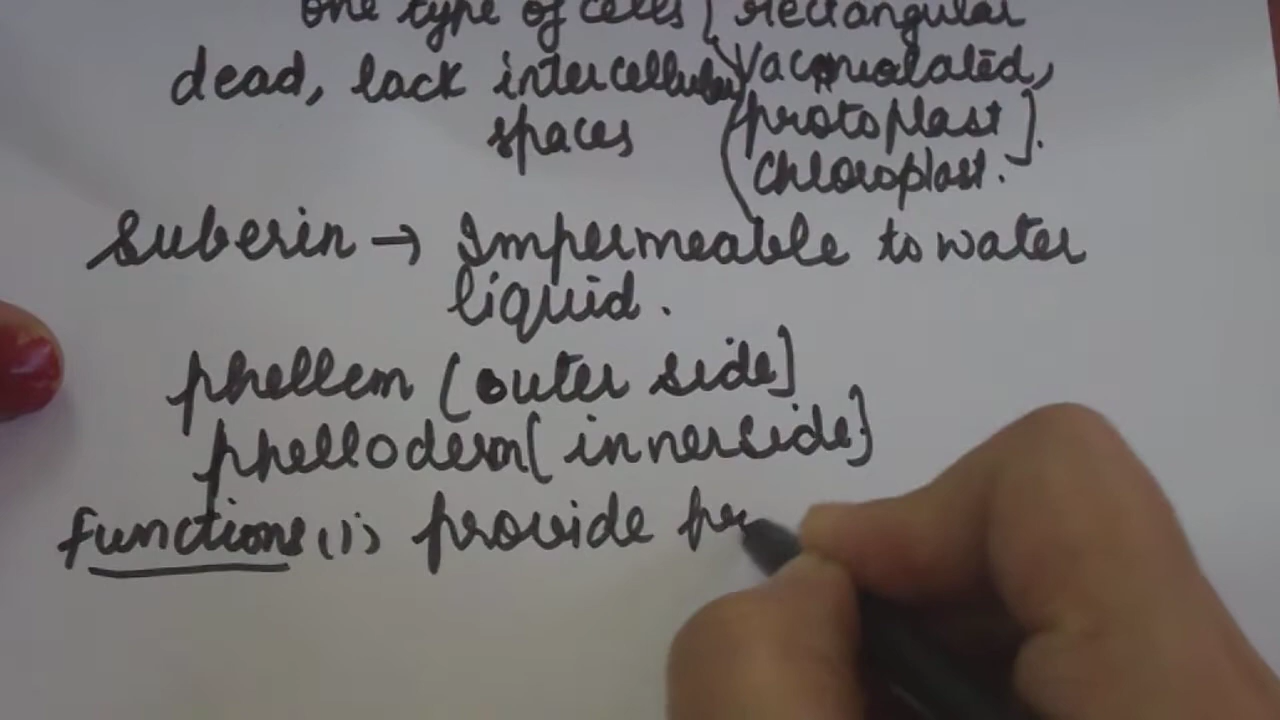 one type of cells [ rectangular
dead, lack intercellular Vacuolated,
spaces protoplast ].
Chloroplast.
Suberin → Impermeable to water
liquid.
phellem (outer side]
phelloderm [innerside]
Functions (i) provide